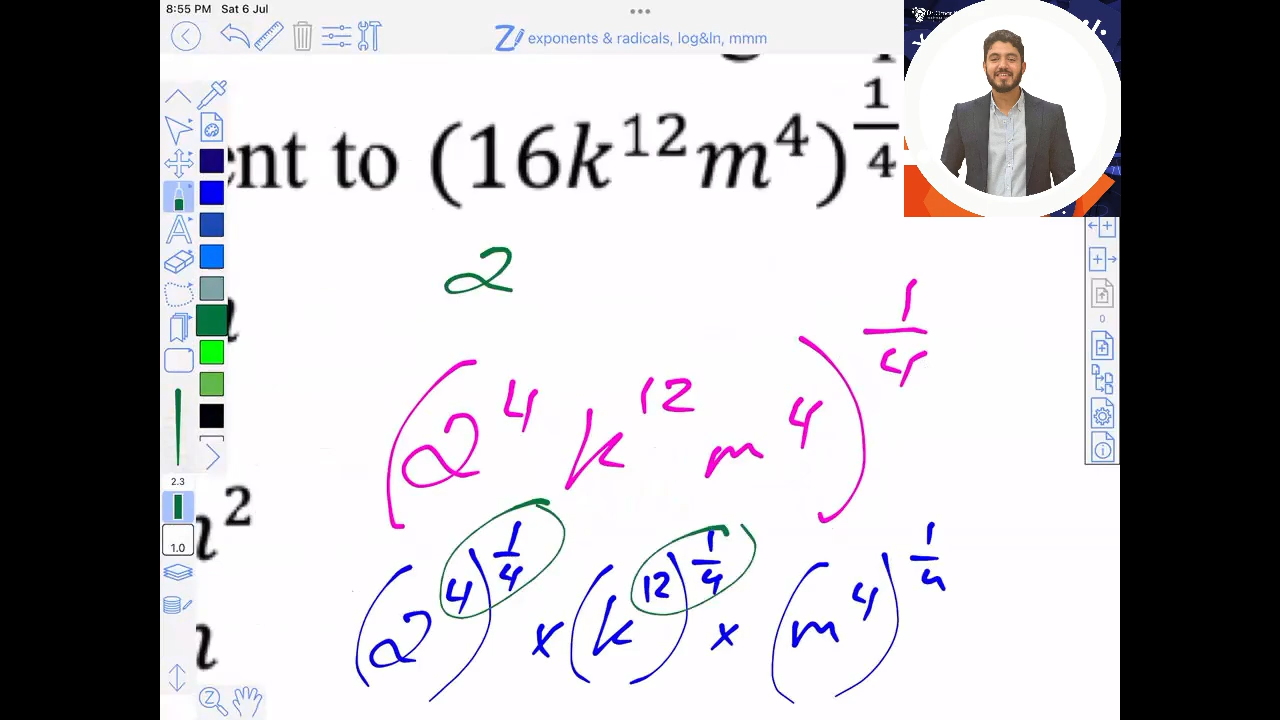 8:55 PM Sat 6 Jul
exponents & radicals, log&ln, mmm
ent to (16k¹²m⁴)^(1/4)
2
(2⁴ k¹² m⁴)^(1/4)
n²
(2⁴)^(1/4) x (k¹²)^(1/4) x (m⁴)^(1/4)
2.3
1.0
0